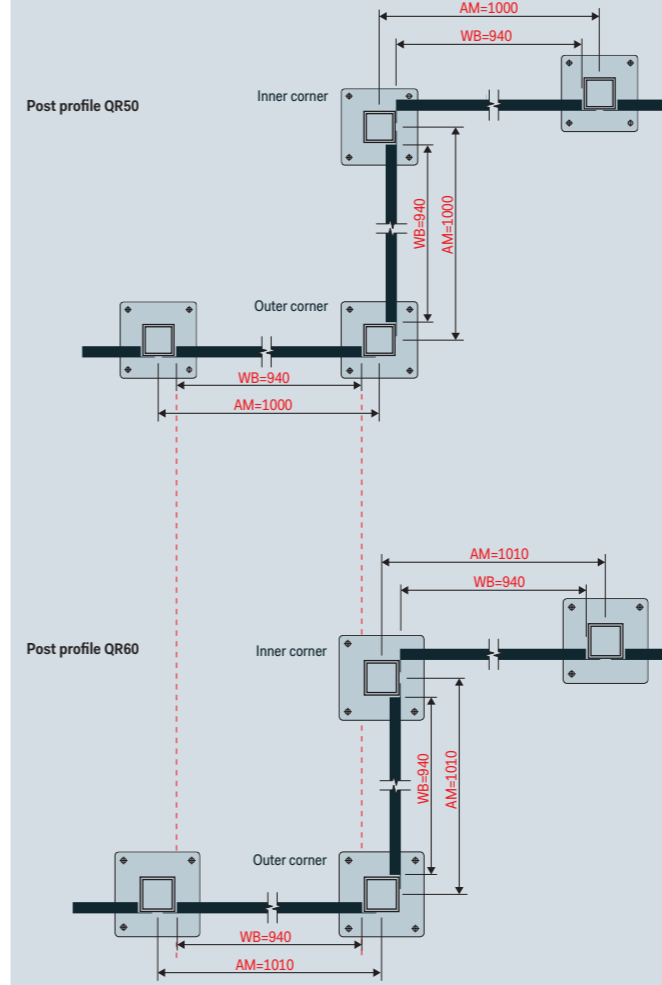 AM=1000
WB=940
Inner corner
Post profile QR50
WB=940
AM=1000
Outer corner
WB=940
AM=1000
AM=1010
WB=940
Inner corner
Post profile QR60
WB=940
AM=1010
Outer corner
WB=940
AM=1010